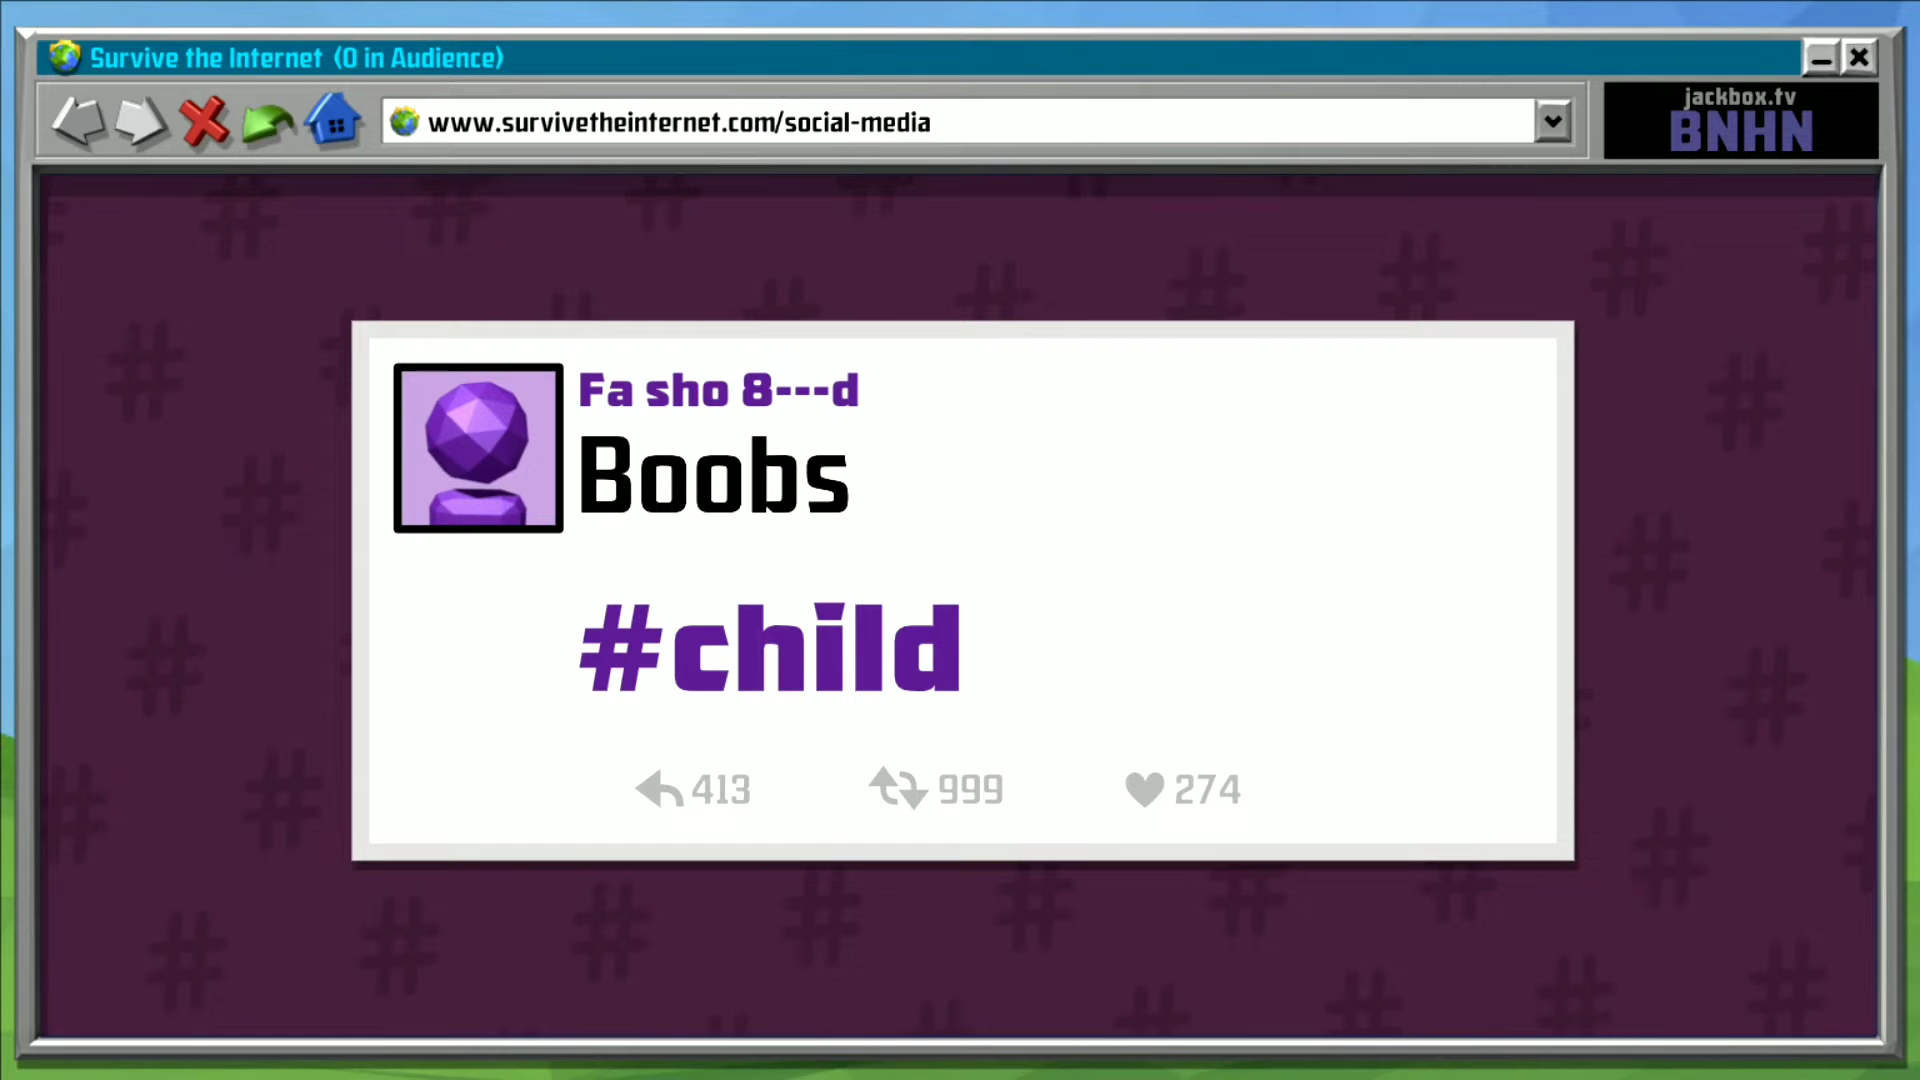 Survive the Internet (0 in Audience)
www.survivetheinternet.com/social-media
jackbox.tv
BNHN
Fa sho 8---d
Boobs
#child
413 999 274